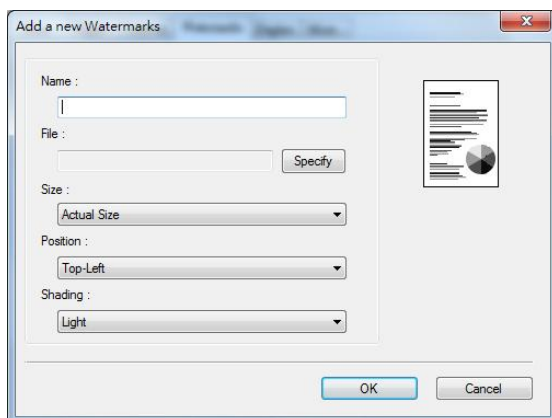 Add a new Watermarks
Name :
File :
Specify
Size :
Actual Size
Position :
Top-Left
Shading :
Light
OK
Cancel